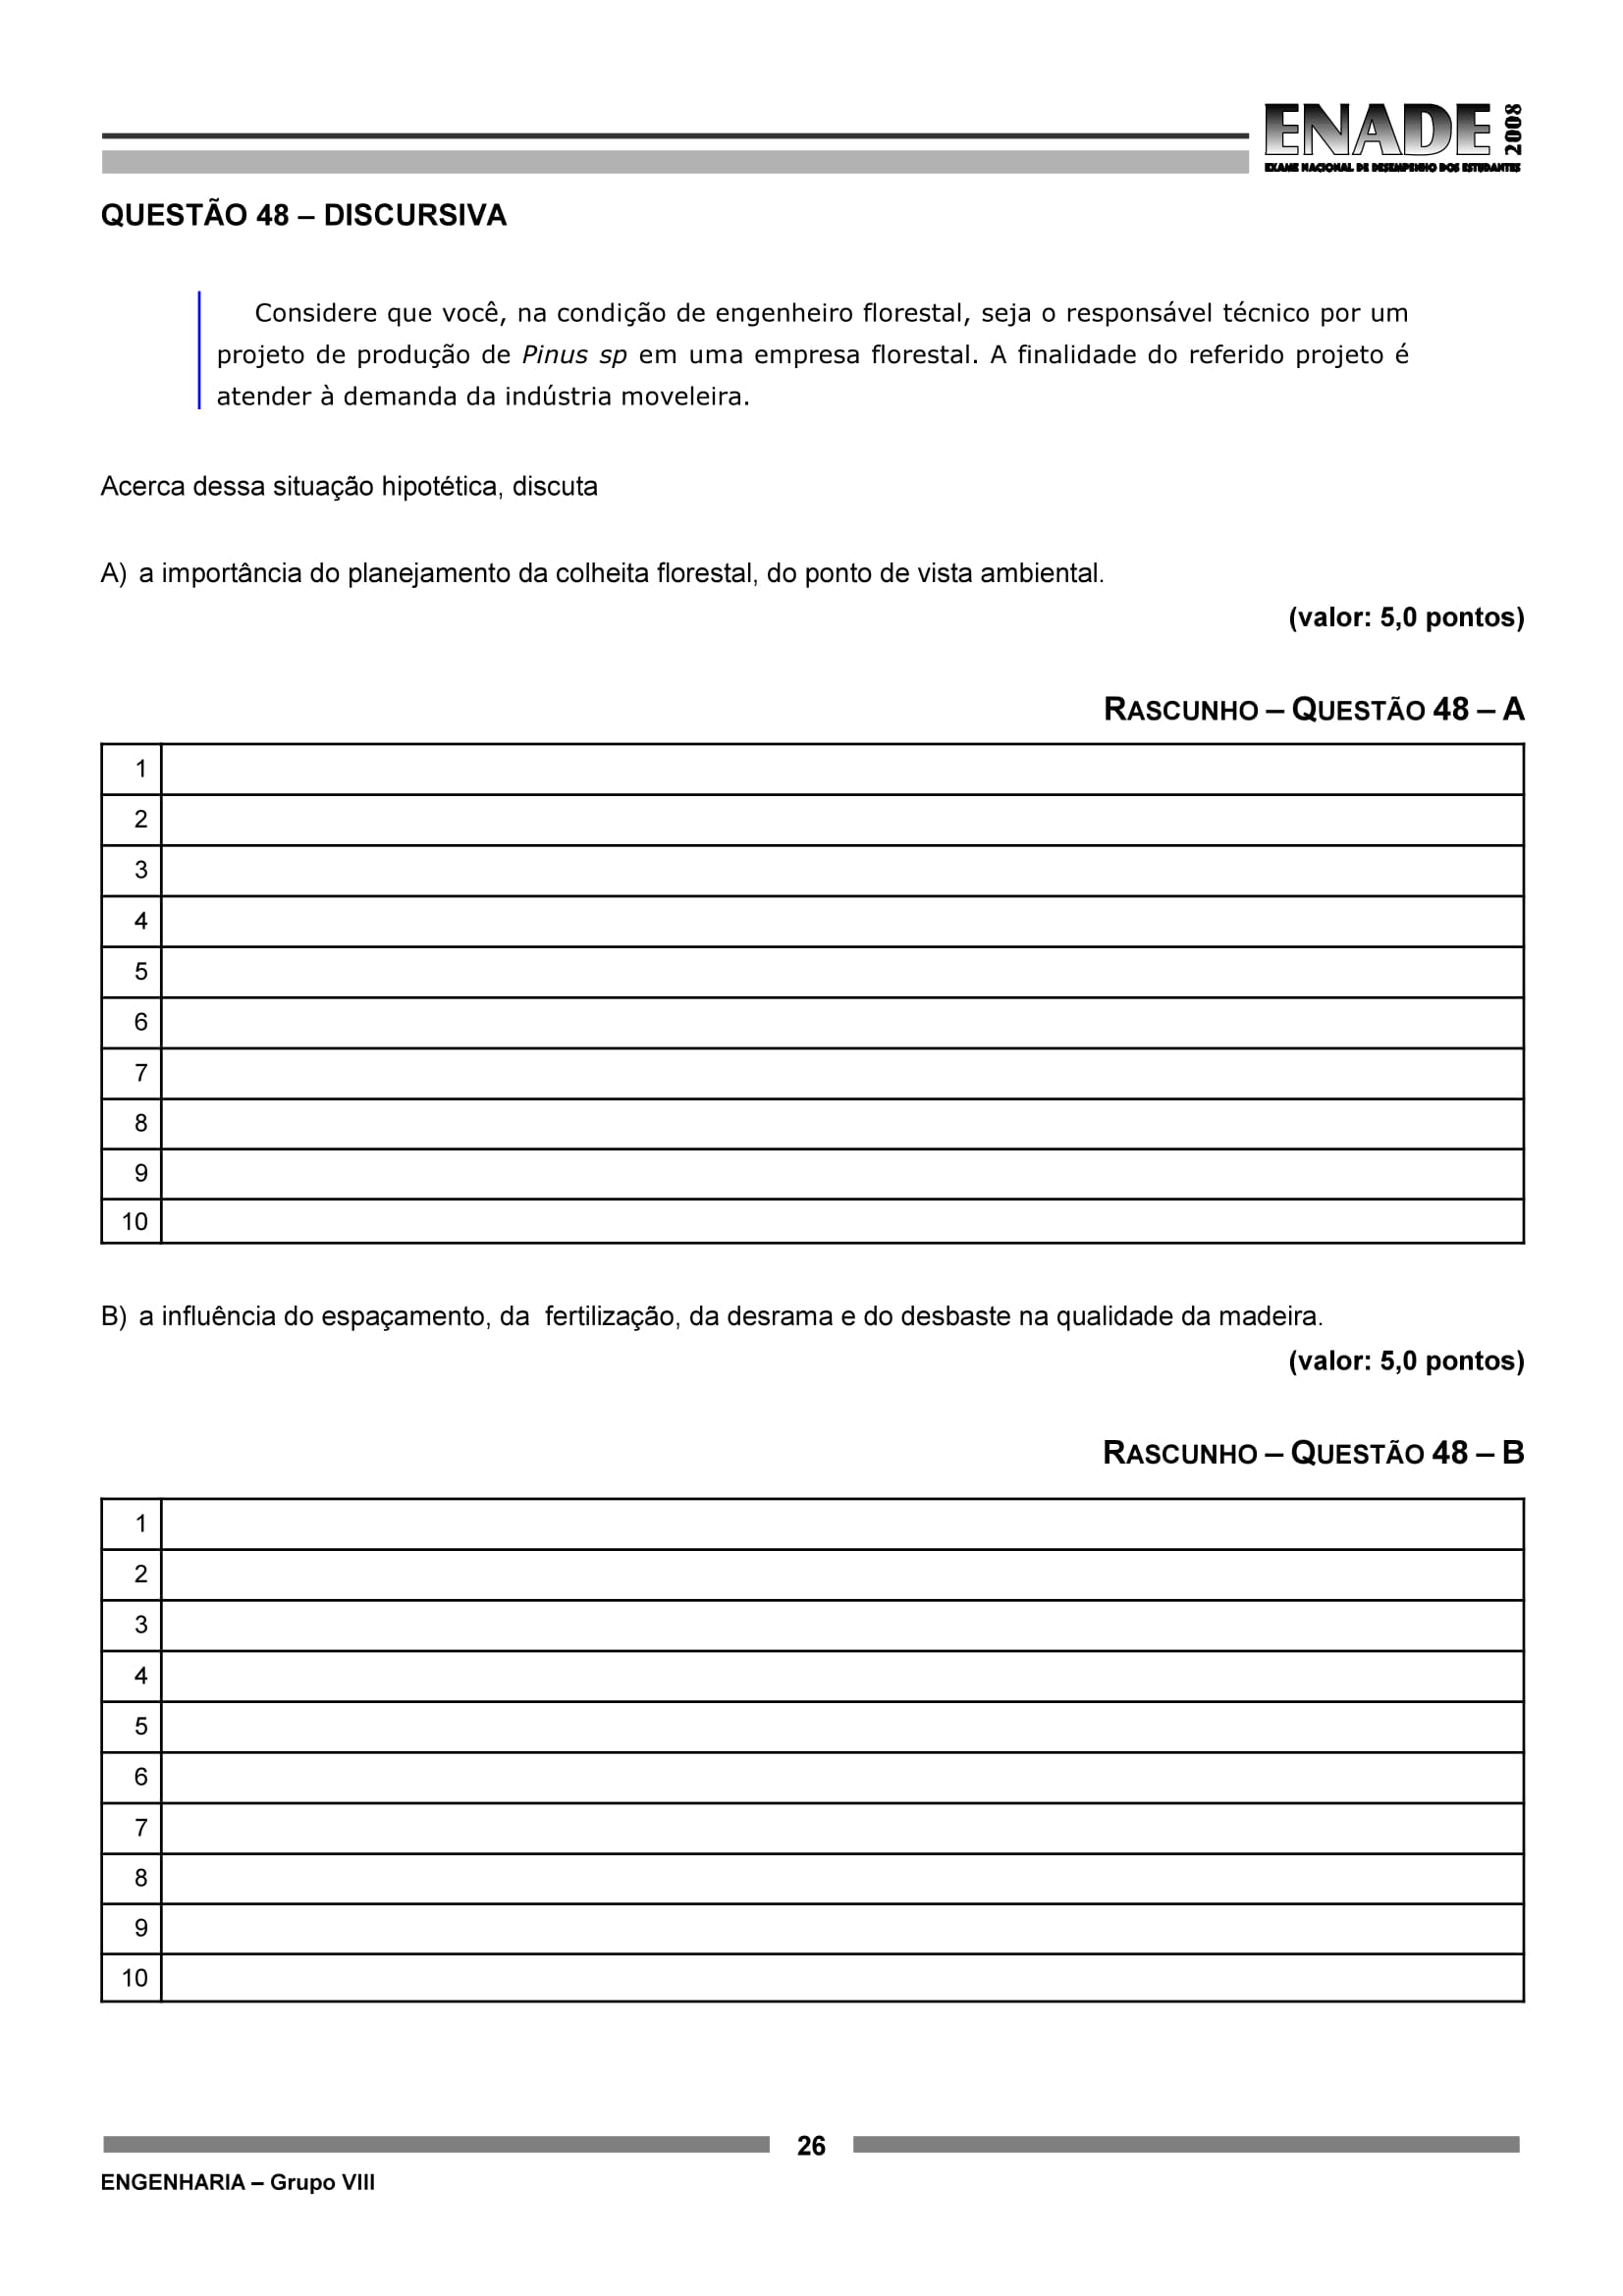 ENADE 2008
EXAME NACIONAL DE DESEMPENHO DOS ESTUDANTES
QUESTÃO 48 – DISCURSIVA
Considere que você, na condição de engenheiro florestal, seja o responsável técnico por um
projeto de produção de Pinus sp em uma empresa florestal. A finalidade do referido projeto é
atender à demanda da indústria moveleira.
Acerca dessa situação hipotética, discuta
A) a importância do planejamento da colheita florestal, do ponto de vista ambiental.
(valor: 5,0 pontos)
RASCUNHO – QUESTÃO 48 – A
1
2
3
4
5
6
7
8
9
10
B) a influência do espaçamento, da fertilização, da desrama e do desbaste na qualidade da madeira.
(valor: 5,0 pontos)
RASCUNHO – QUESTÃO 48 – B
1
2
3
4
5
6
7
8
9
10
26
ENGENHARIA – Grupo VIII